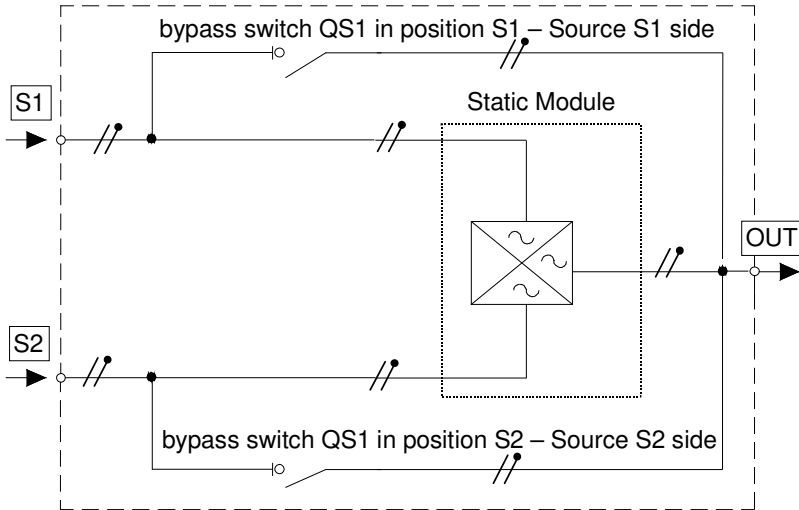 bypass switch QS1 in position S1 – Source S1 side
S1
Static Module
OUT
S2
bypass switch QS1 in position S2 – Source S2 side